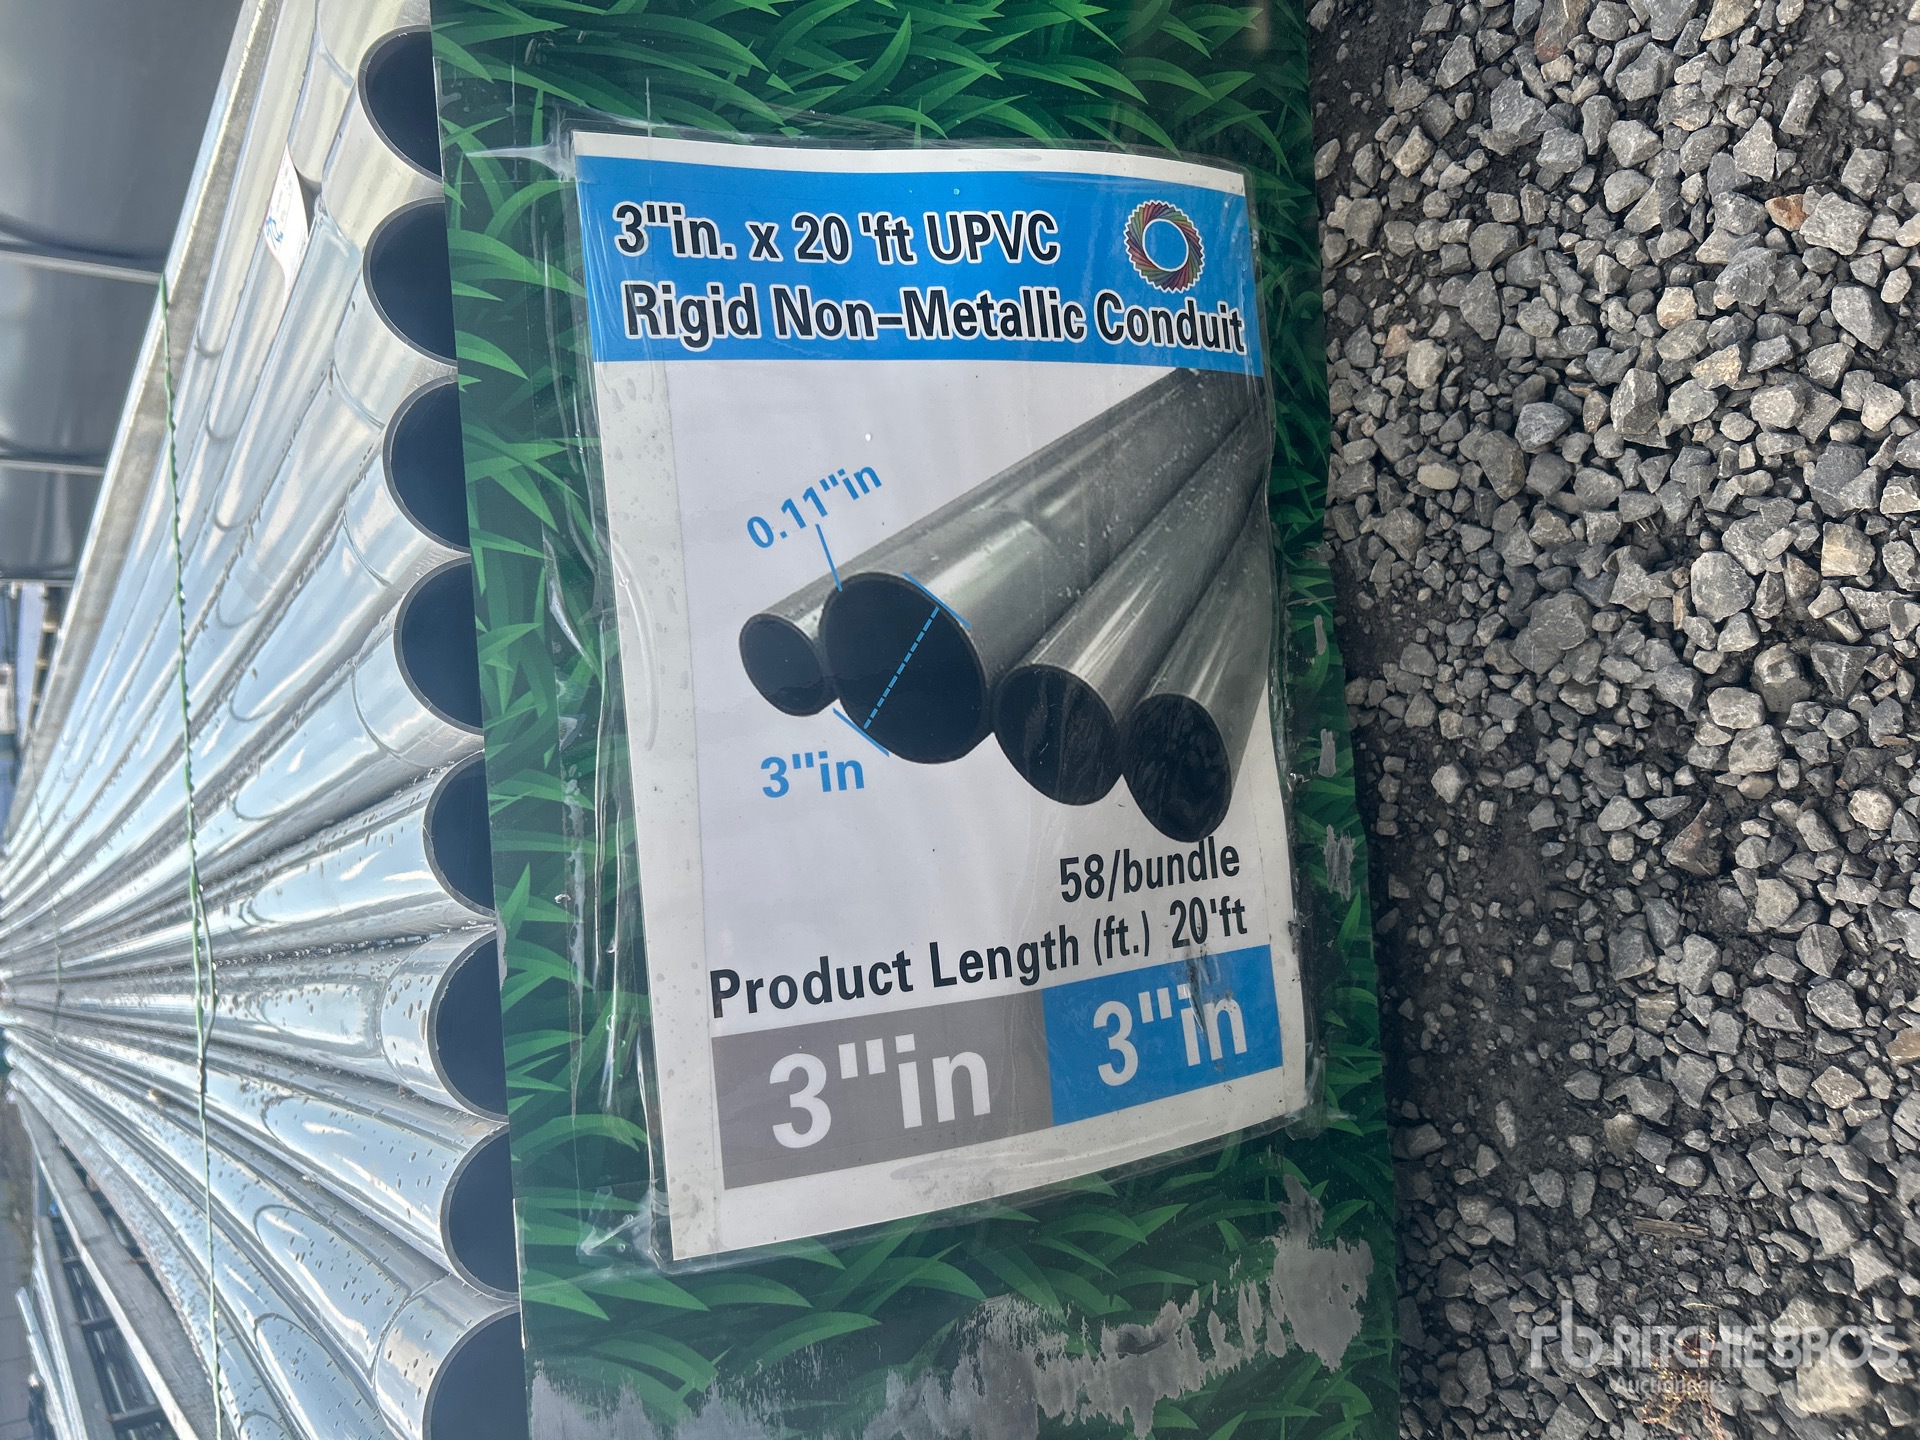 3"in. x 20 'ft UPVC
Rigid Non-Metallic Conduit
0.11"in
3"in
58/bundle
Product Length (ft.) 20'ft
3"in 3"in
rb RITCHIE BROS.
Auctioneers